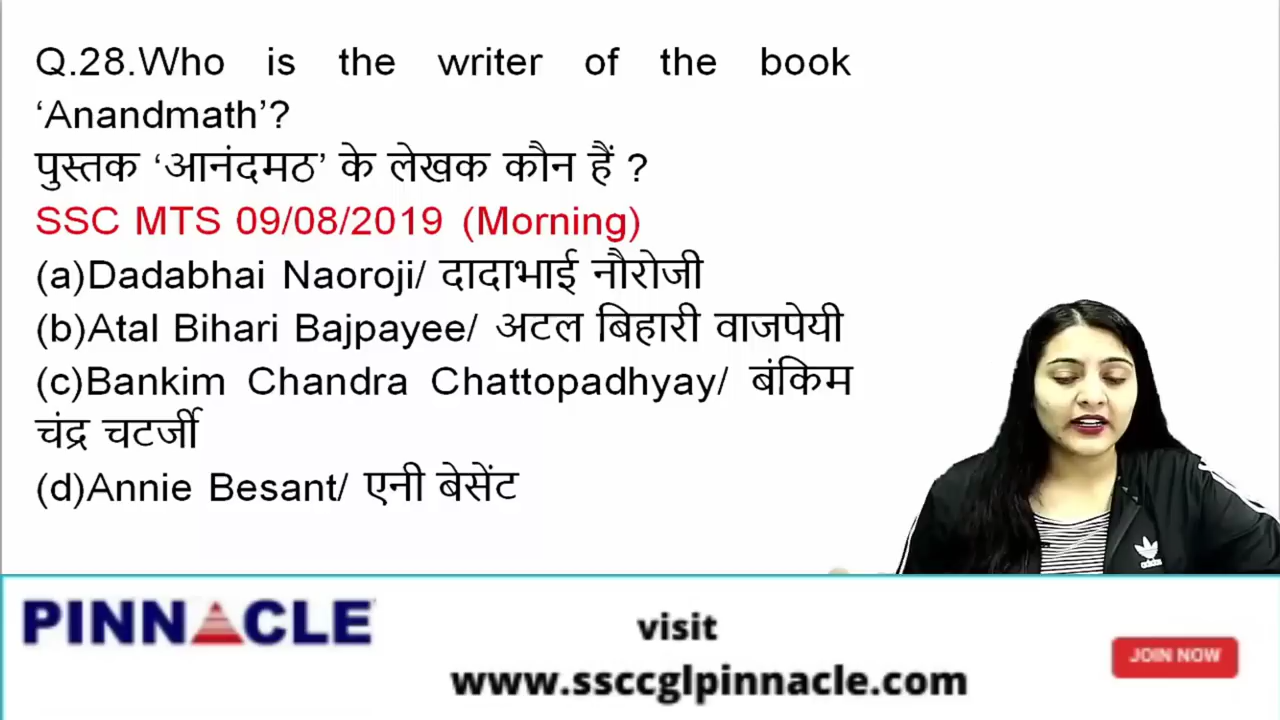 Q.28.Who is the writer of the book
‘Anandmath’?
पुस्तक ‘आनंदमठ’ के लेखक कौन हैं ?
SSC MTS 09/08/2019 (Morning)
(a)Dadabhai Naoroji/ दादाभाई नौरोजी
(b)Atal Bihari Bajpayee/ अटल बिहारी वाजपेयी
(c)Bankim Chandra Chattopadhyay/ बंकिम
चंद्र चटर्जी
(d)Annie Besant/ एनी बेसेंट
adidas
PINNACLE
visit
www.ssccglpinnacle.com
JOIN NOW